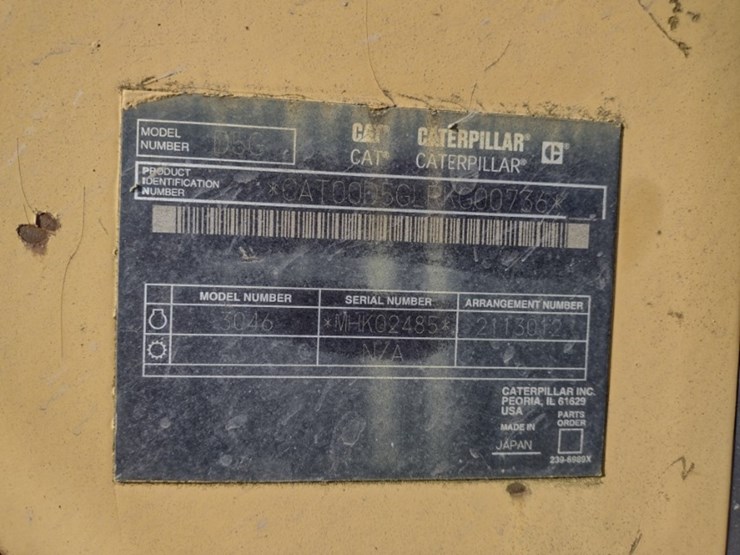 MODEL NUMBER D5G
CAT® CATERPILLAR® C
CAT® CATERPILLAR®
PRODUCT IDENTIFICATION NUMBER
MODEL NUMBER SERIAL NUMBER ARRANGEMENT NUMBER
3046 *MHK02485* 2113012
N/A
CATERPILLAR INC.
PEORIA, IL 61629
USA
PARTS ORDER
MADE IN
JAPAN